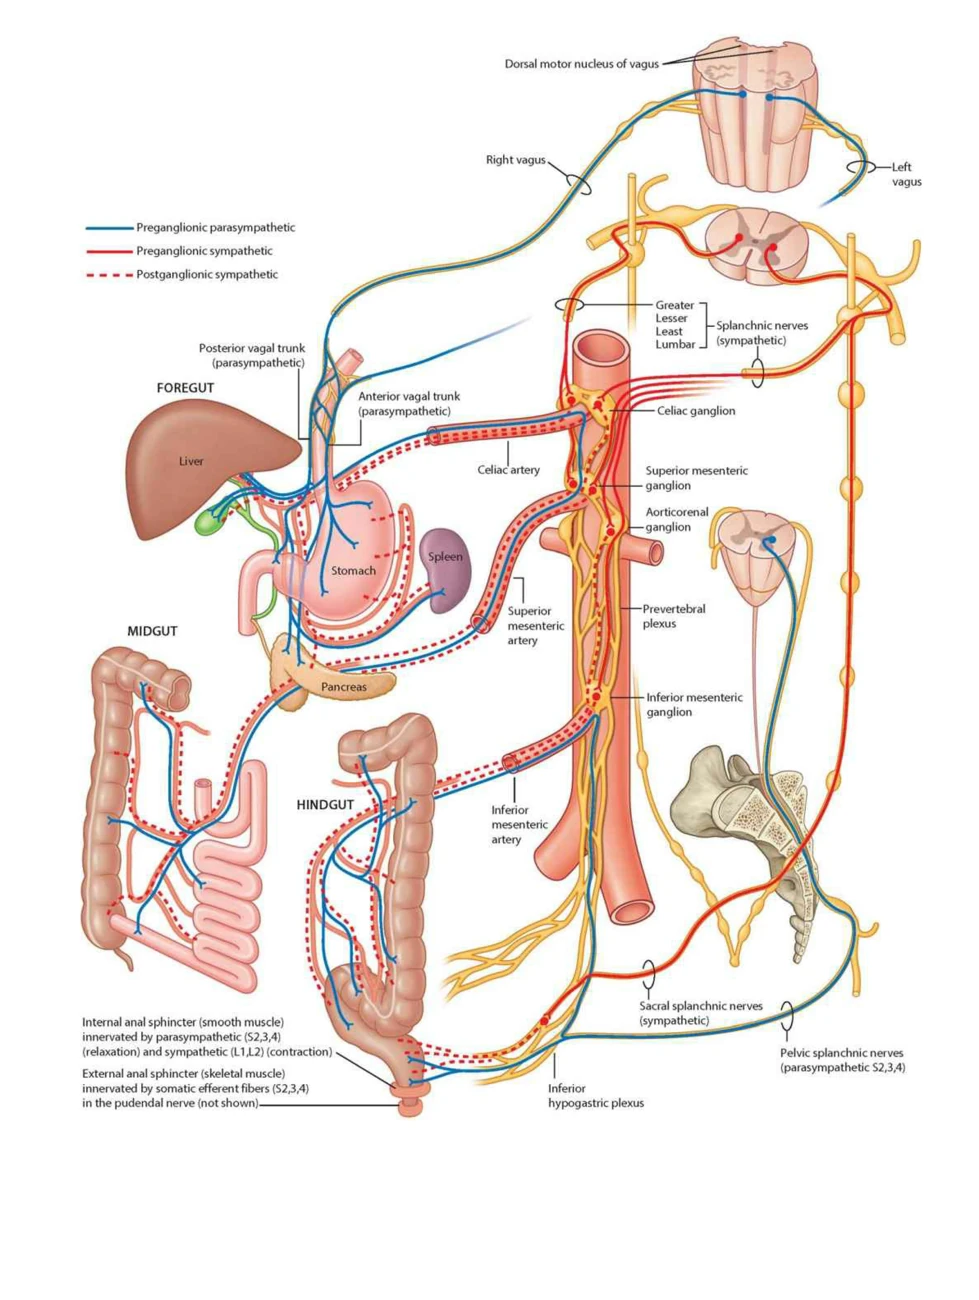 Dorsal motor nucleus of vagus
Right vagus
Left
vagus
Preganglionic parasympathetic
Preganglionic sympathetic
Postganglionic sympathetic
Greater
Lesser
Least
Lumbar
Splanchnic nerves
(sympathetic)
Posterior vagal trunk
(parasympathetic)
FOREGUT
Anterior vagal trunk
(parasympathetic)
Celiac ganglion
Liver
Celiac artery
Superior mesenteric
ganglion
Aorticorenal
ganglion
Spleen
Stomach
Superior
mesenteric
artery
Prevertebral
plexus
MIDGUT
Pancreas
Inferior mesenteric
ganglion
HINDGUT
Inferior
mesenteric
artery
Internal anal sphincter (smooth muscle)
innervated by parasympathetic (S2,3,4)
(relaxation) and sympathetic (L1,L2) (contraction)
External anal sphincter (skeletal muscle)
innervated by somatic efferent fibers (S2,3,4)
in the pudendal nerve (not shown)
Sacral splanchnic nerves
(sympathetic)
Pelvic splanchnic nerves
(parasympathetic S2,3,4)
Inferior
hypogastric plexus